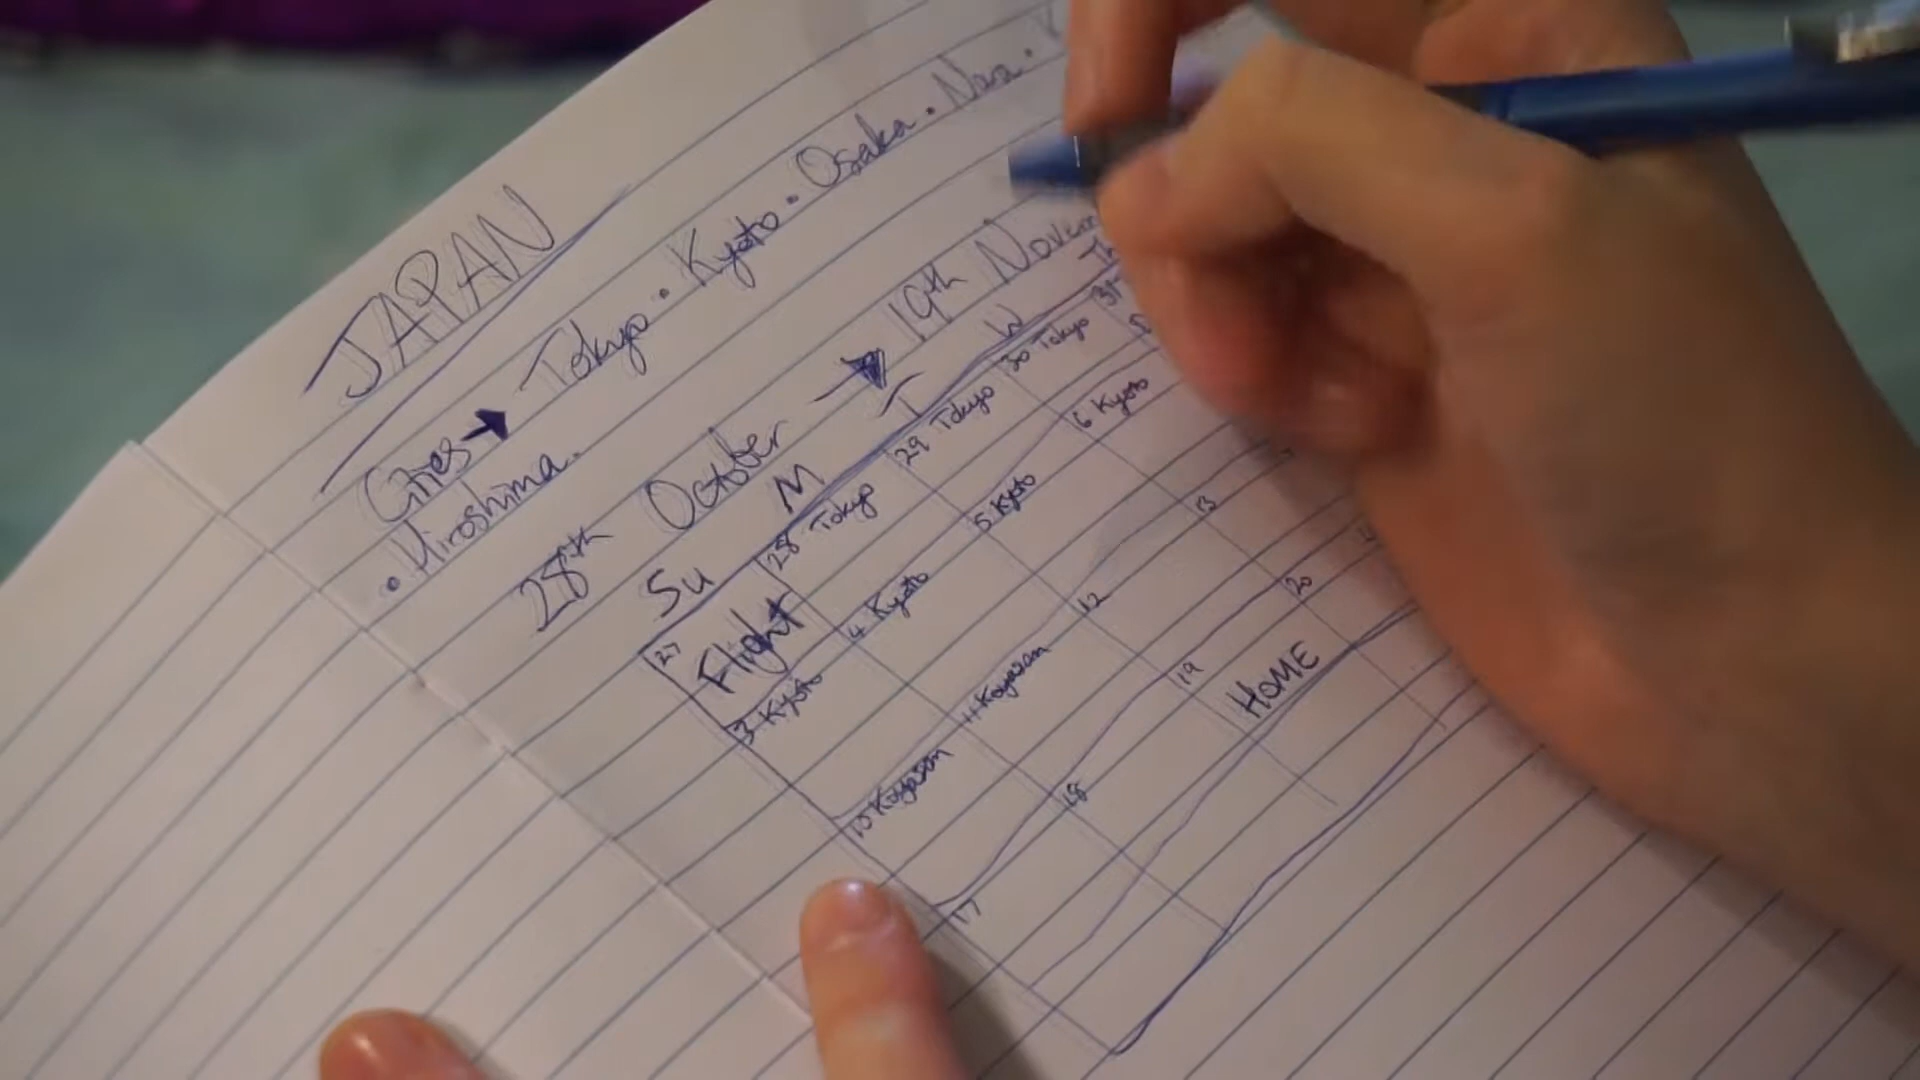 JAPAN
Cities → Tokyo • Kyoto • Osaka • Nara •
• Hiroshima.
28th October → 19th Novem
Su M T W Th
27 Flight 28 Tokyo 29 Tokyo 30 Tokyo 31
3 Kyoto 4 Kyoto 5 Kyoto 6 Kyoto
10 Koyasan 11 Koyasan 12 13
17 18 19 20
HOME